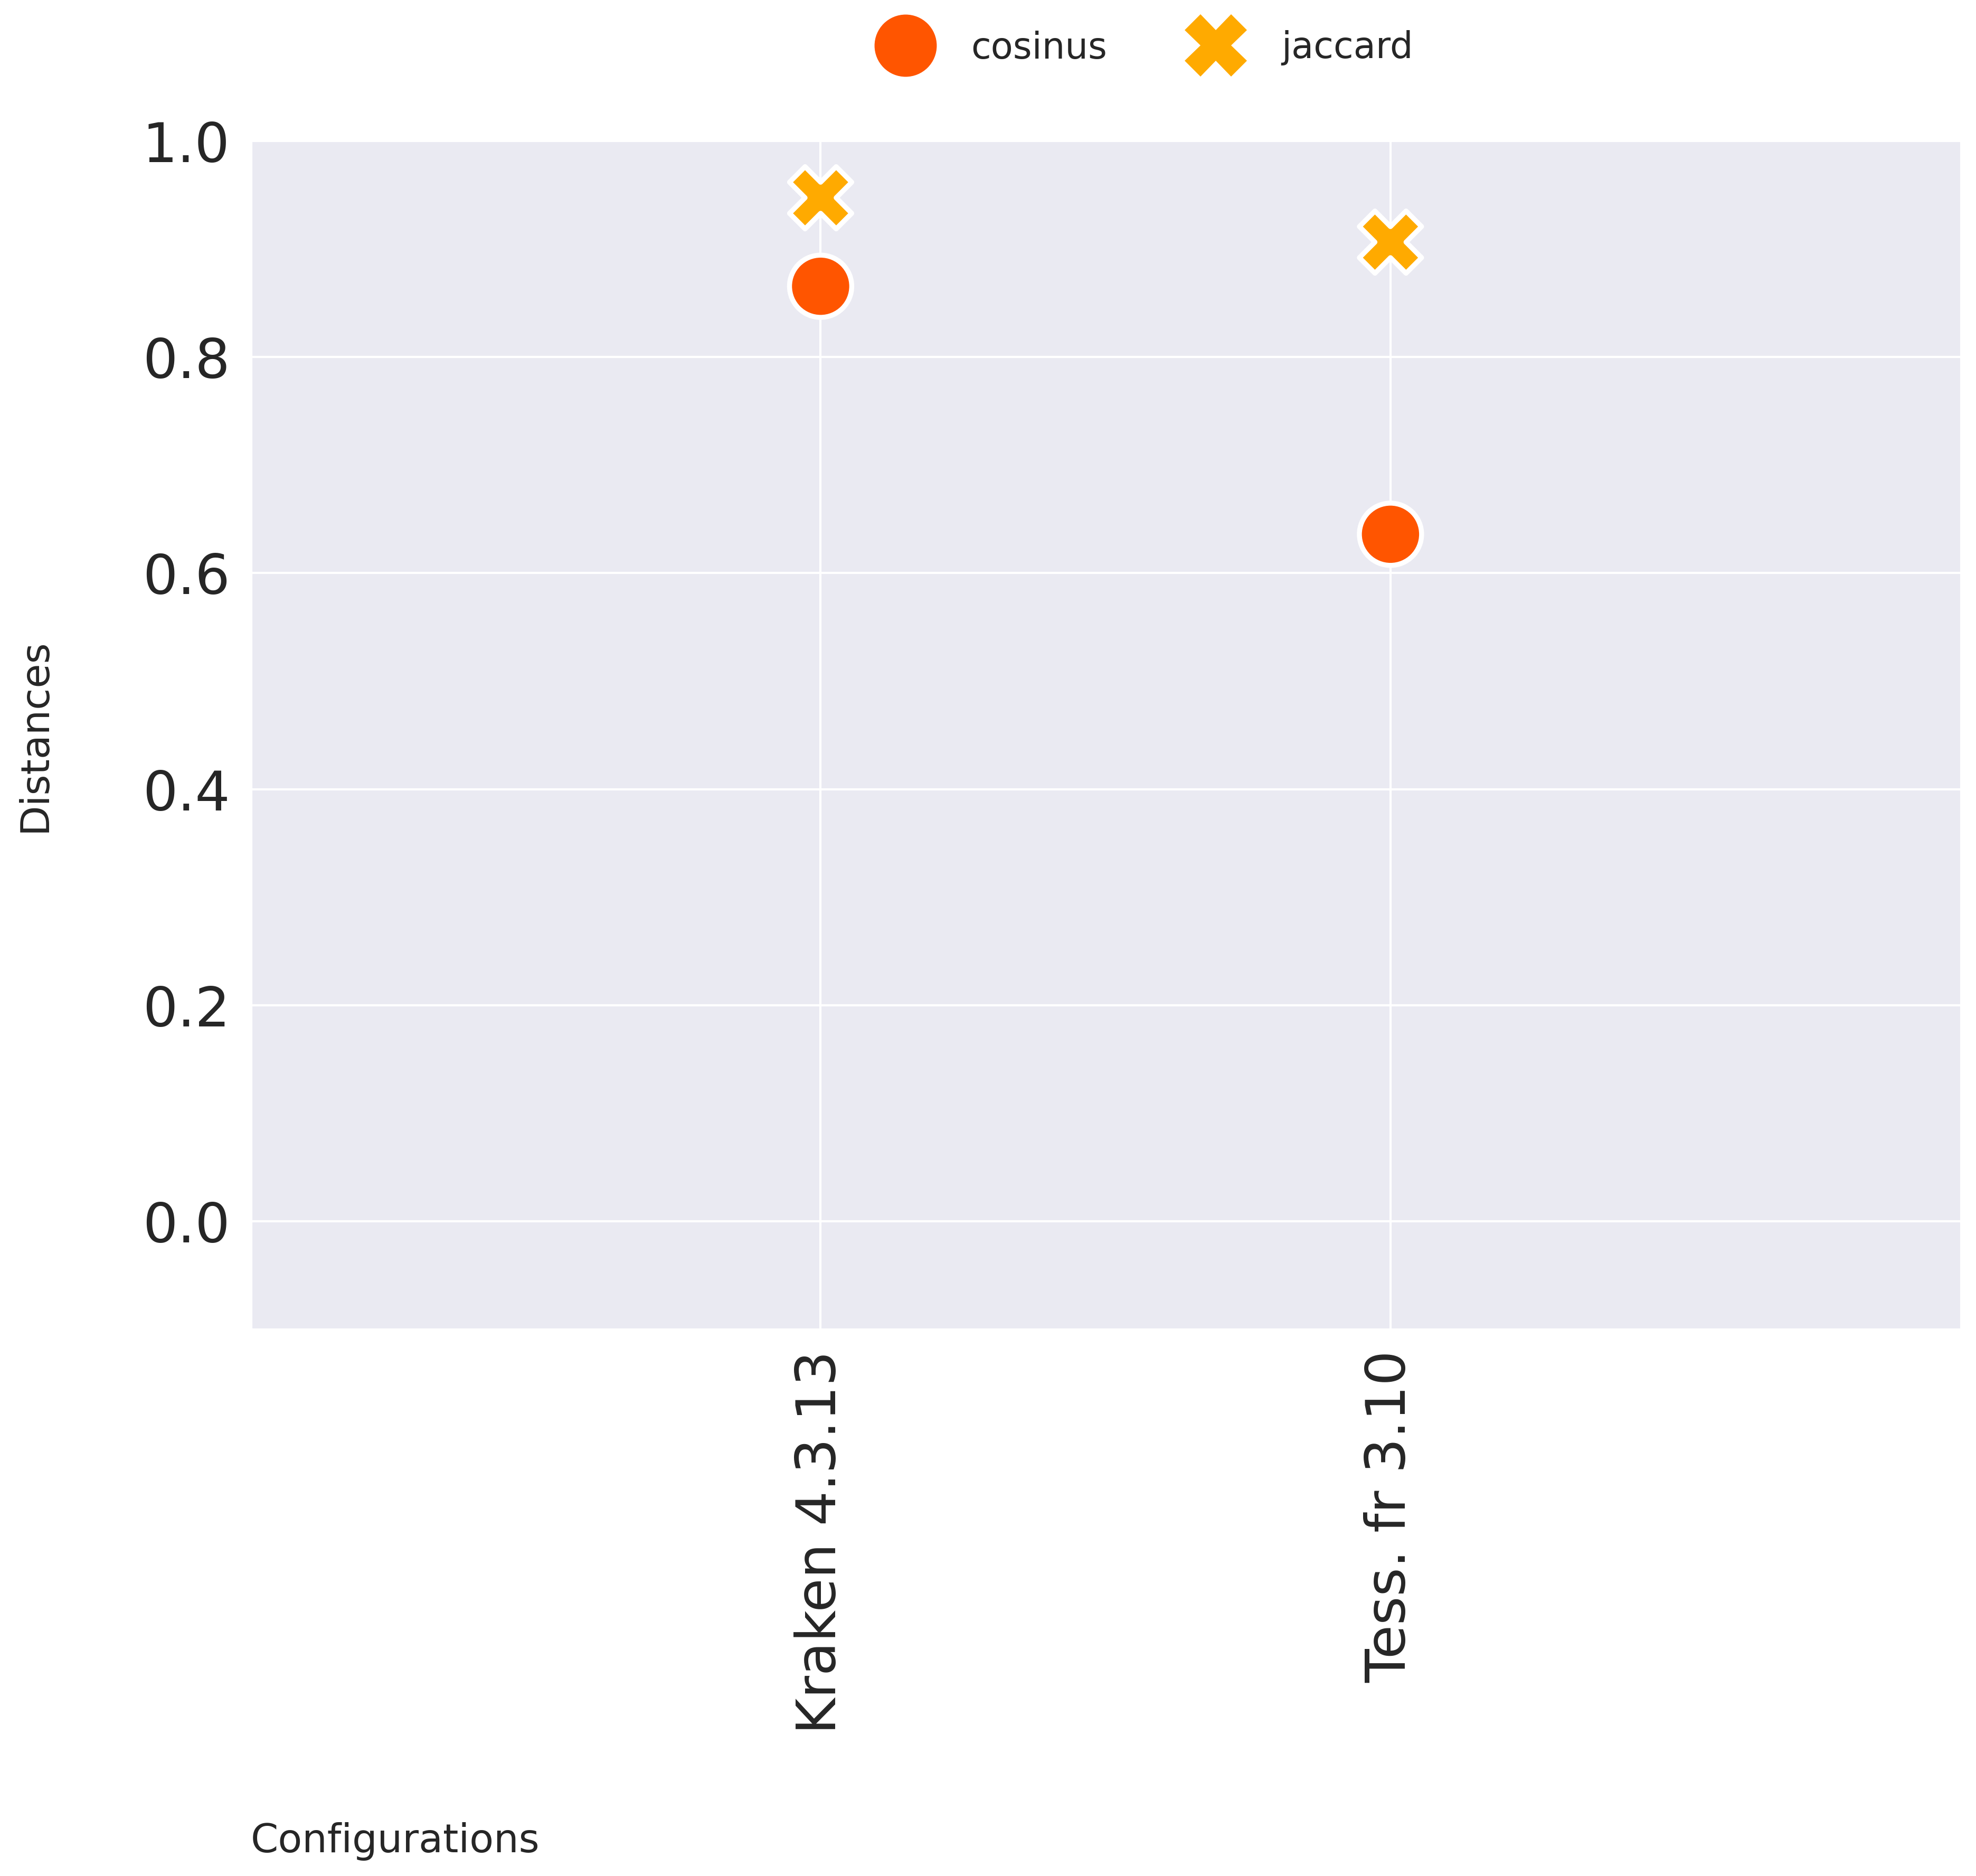 cosinus jaccard
1.0
0.8
0.6
0.4
0.2
0.0
Distances
Kraken 4.3.13
Tess. fr 3.10
Configurations